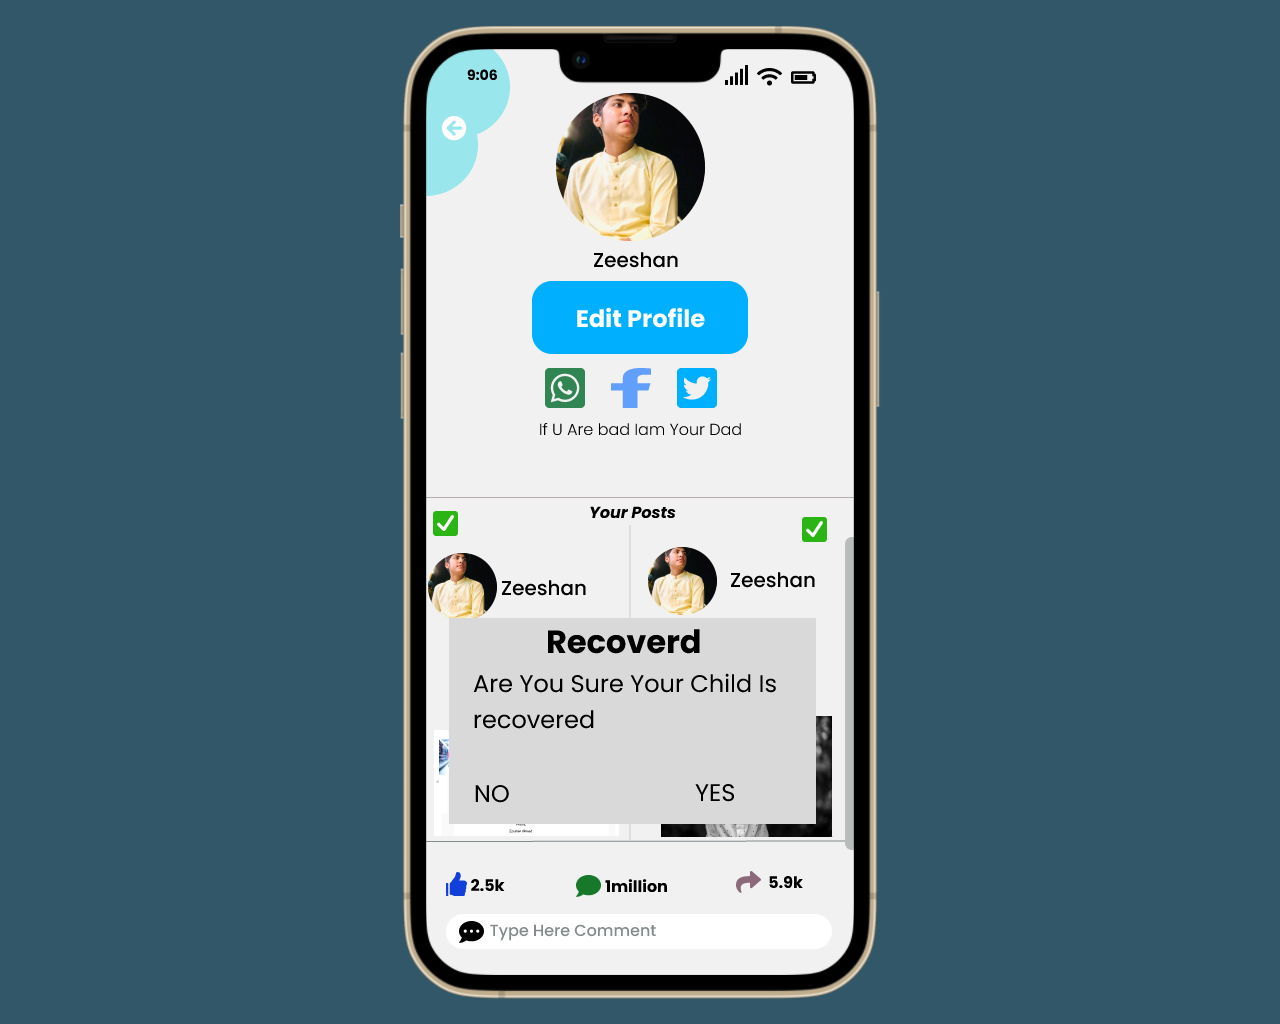 9:06
Zeeshan
Edit Profile
If U Are bad Iam Your Dad
Your Posts
Zeeshan
Zeeshan
Recoverd
Are You Sure Your Child Is
recovered
NO
YES
2.5k
1million
5.9k
Type Here Comment